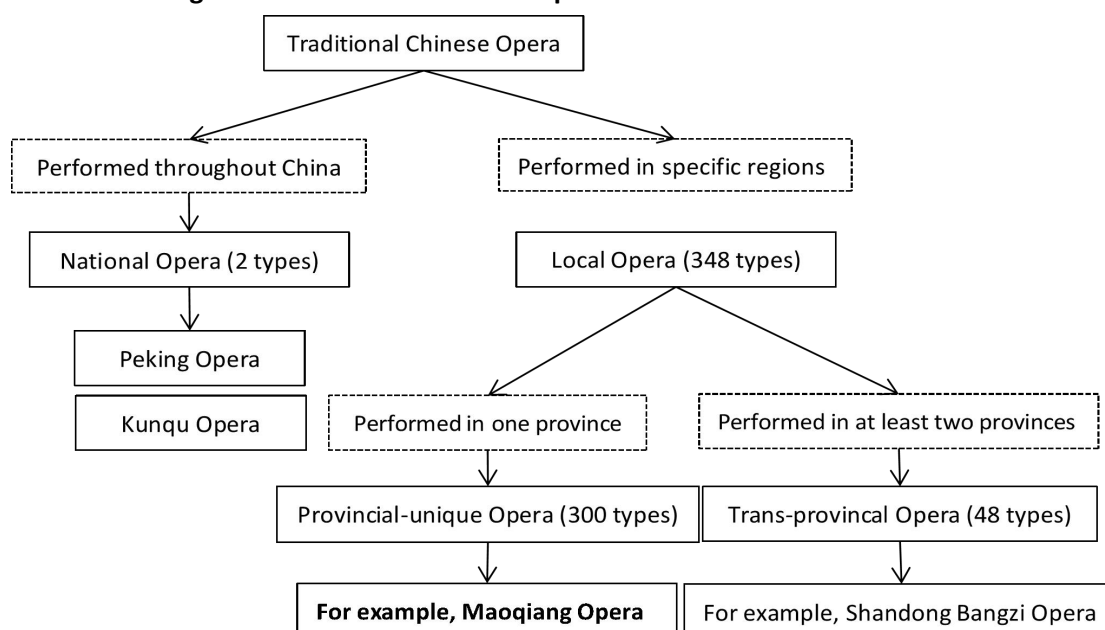 Traditional Chinese Opera
Performed throughout China
Performed in specific regions
National Opera (2 types)
Local Opera (348 types)
Peking Opera
Kunqu Opera
Performed in one province
Performed in at least two provinces
Provincial-unique Opera (300 types)
Trans-provincal Opera (48 types)
For example, Maoqiang Opera
For example, Shandong Bangzi Opera